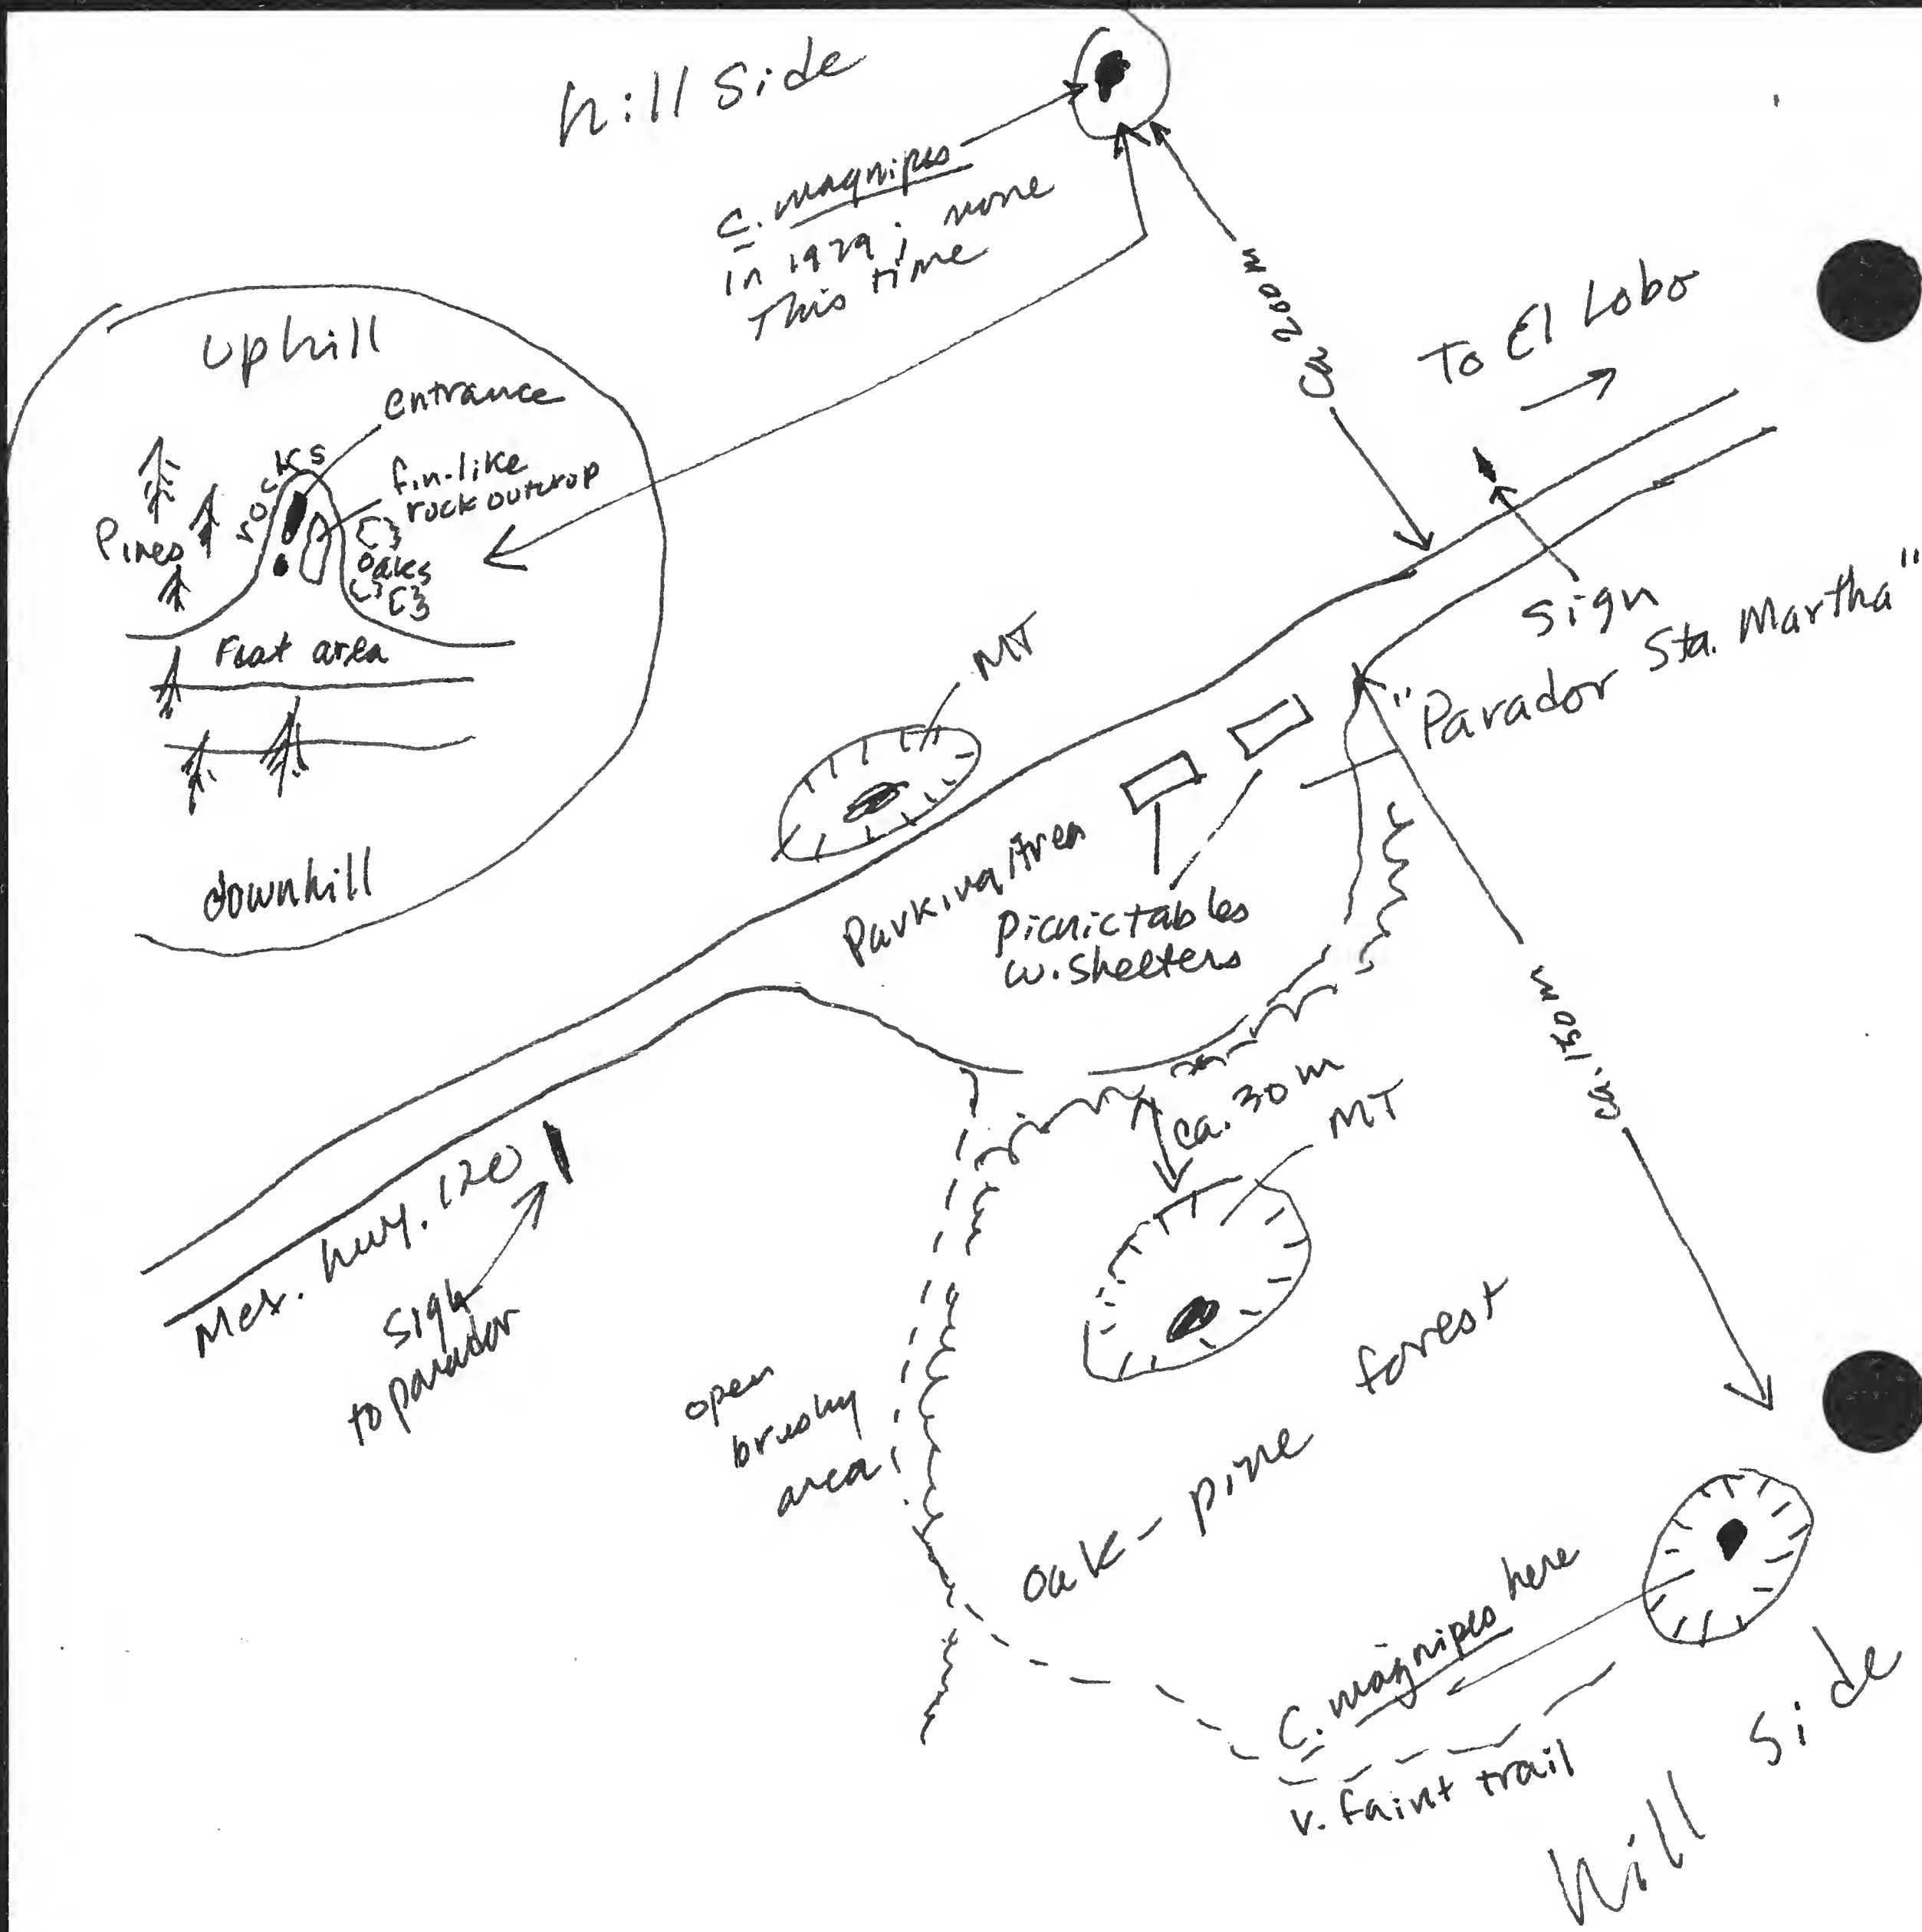 hill side
C. magnipes
in 1979; none
This time
ca. 200 m
To El Lobo
uphill
entrance
fin-like
rock outcrop
Pines
oaks
Flat area
downhill
sign
"Parador Sta. Martha"
MT
Parking Area
Picnic tables
w. shelters
ca. 150 m
ca. 30 m
MT
Mex. hwy. 120
sign
to parador
open
brushy
area
oak-pine forest
C. magnipes here
v. faint trail
hill side